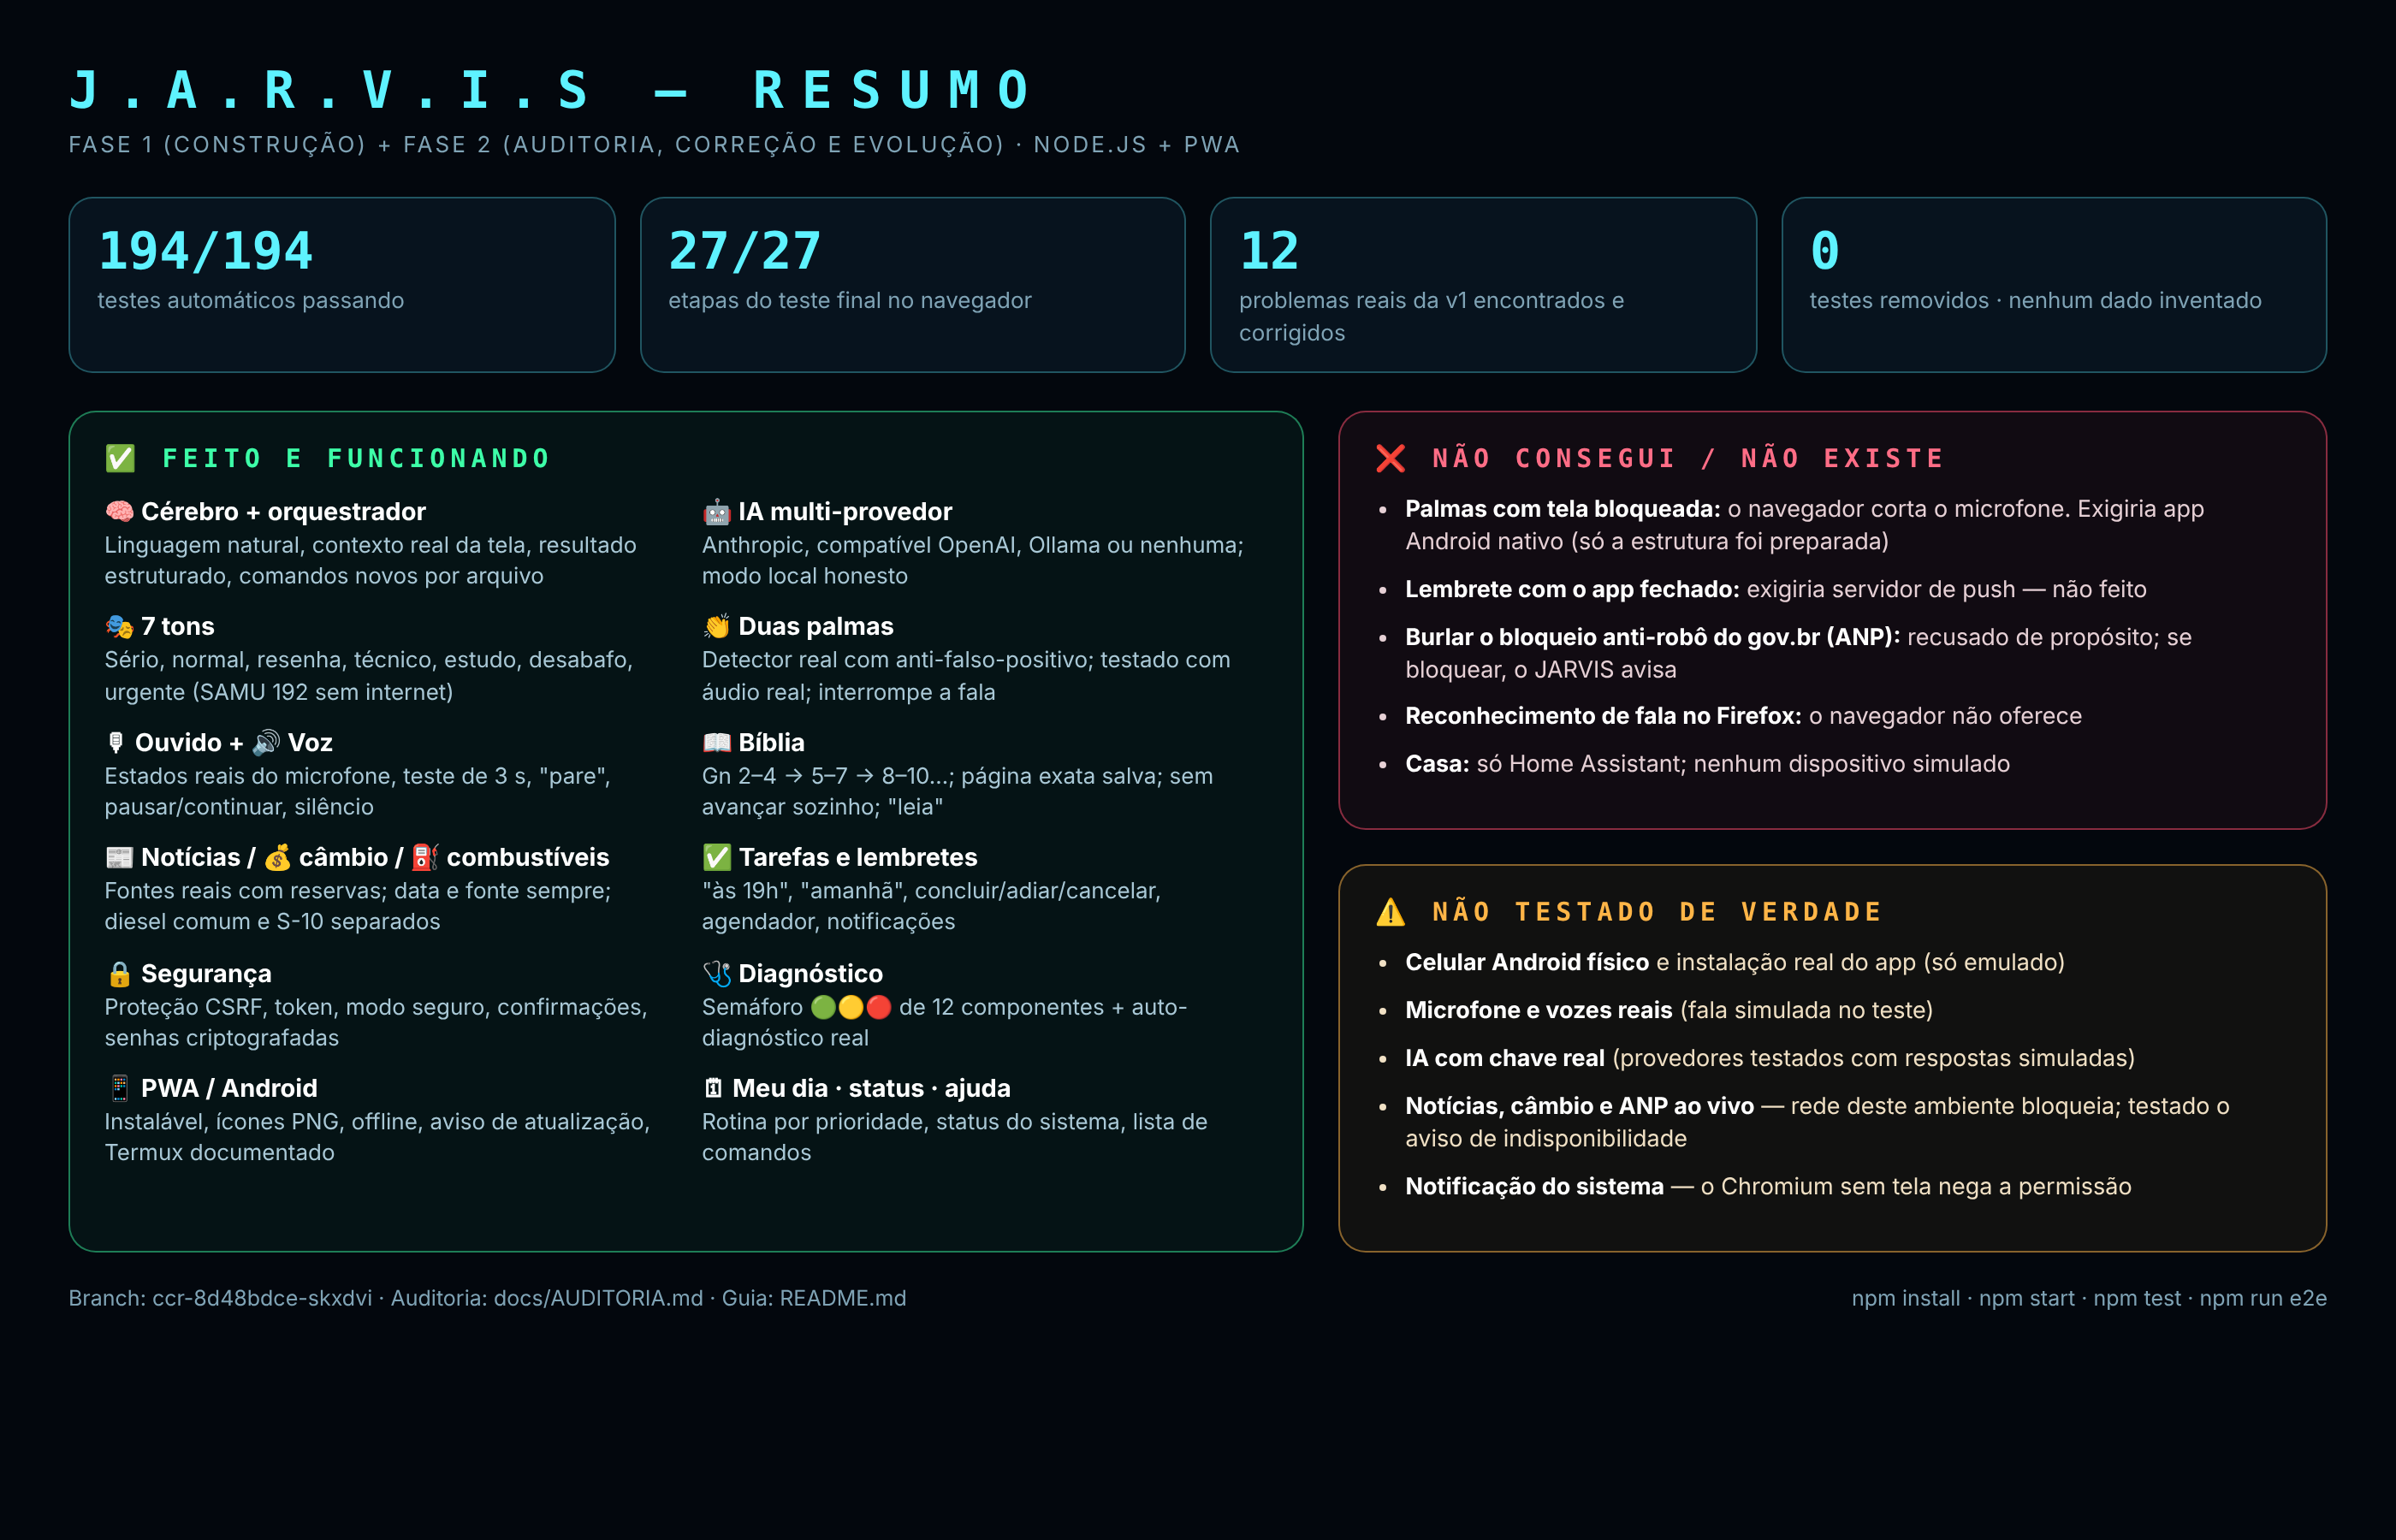 J.A.R.V.I.S — RESUMO
FASE 1 (CONSTRUÇÃO) + FASE 2 (AUDITORIA, CORREÇÃO E EVOLUÇÃO) · NODE.JS + PWA
194/194
testes automáticos passando
27/27
etapas do teste final no navegador
12
problemas reais da v1 encontrados e
corrigidos
0
testes removidos · nenhum dado inventado
✅ FEITO E FUNCIONANDO
🧠 Cérebro + orquestrador
Linguagem natural, contexto real da tela, resultado
estruturado, comandos novos por arquivo
🤖 IA multi-provedor
Anthropic, compatível OpenAI, Ollama ou nenhuma;
modo local honesto
🎭 7 tons
Sério, normal, resenha, técnico, estudo, desabafo,
urgente (SAMU 192 sem internet)
👏 Duas palmas
Detector real com anti-falso-positivo; testado com
áudio real; interrompe a fala
🎙 Ouvido + 🔊 Voz
Estados reais do microfone, teste de 3 s, "pare",
pausar/continuar, silêncio
📖 Bíblia
Gn 2–4 → 5–7 → 8–10...; página exata salva; sem
avançar sozinho; "leia"
📰 Notícias / 💰 câmbio / ⛽ combustíveis
Fontes reais com reservas; data e fonte sempre;
diesel comum e S-10 separados
✅ Tarefas e lembretes
"às 19h", "amanhã", concluir/adiar/cancelar,
agendador, notificações
🔒 Segurança
Proteção CSRF, token, modo seguro, confirmações,
senhas criptografadas
🩺 Diagnóstico
Semáforo 🟢🟡🔴 de 12 componentes + auto-
diagnóstico real
📱 PWA / Android
Instalável, ícones PNG, offline, aviso de atualização,
Termux documentado
🗓 Meu dia · status · ajuda
Rotina por prioridade, status do sistema, lista de
comandos
❌ NÃO CONSEGUI / NÃO EXISTE
• Palmas com tela bloqueada: o navegador corta o microfone. Exigiria app
Android nativo (só a estrutura foi preparada)
• Lembrete com o app fechado: exigiria servidor de push — não feito
• Burlar o bloqueio anti-robô do gov.br (ANP): recusado de propósito; se
bloquear, o JARVIS avisa
• Reconhecimento de fala no Firefox: o navegador não oferece
• Casa: só Home Assistant; nenhum dispositivo simulado
⚠️ NÃO TESTADO DE VERDADE
• Celular Android físico e instalação real do app (só emulado)
• Microfone e vozes reais (fala simulada no teste)
• IA com chave real (provedores testados com respostas simuladas)
• Notícias, câmbio e ANP ao vivo — rede deste ambiente bloqueia; testado o
aviso de indisponibilidade
• Notificação do sistema — o Chromium sem tela nega a permissão
Branch: ccr-8d48bdce-skxdvi · Auditoria: docs/AUDITORIA.md · Guia: README.md
npm install · npm start · npm test · npm run e2e